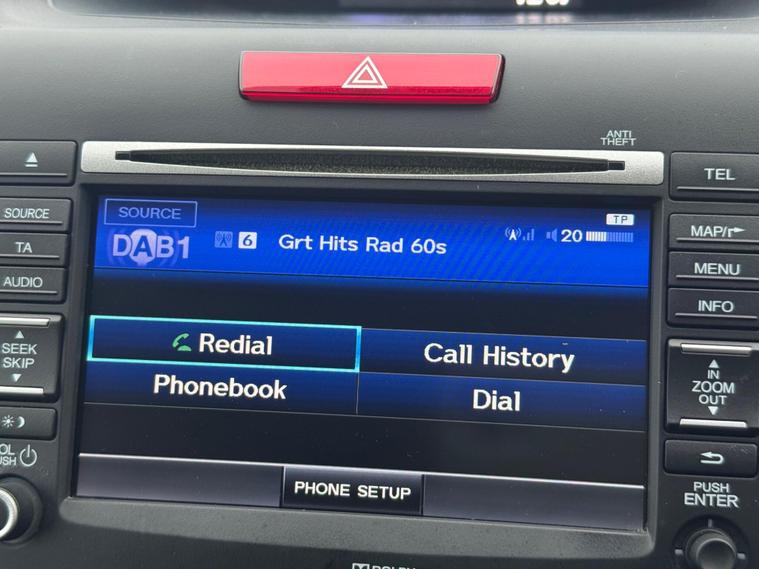 ANTI
THEFT
TEL
SOURCE
TA
AUDIO
SEEK
SKIP
SOURCE
TP
DAB1
6
Grt Hits Rad 60s
20
Redial
Call History
Phonebook
Dial
PHONE SETUP
MAP/
MENU
INFO
IN
ZOOM
OUT
PUSH
ENTER